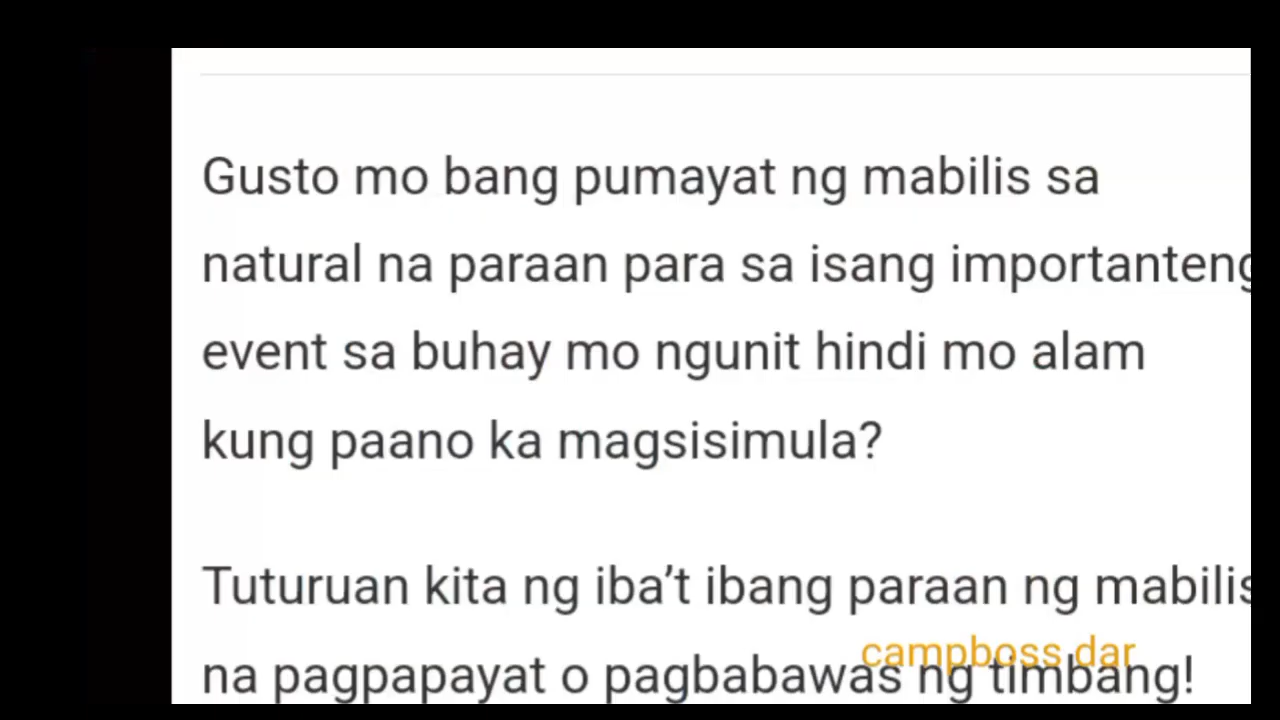 Gusto mo bang pumayat ng mabilis sa
natural na paraan para sa isang importanteng
event sa buhay mo ngunit hindi mo alam
kung paano ka magsisimula?
Tuturuan kita ng iba’t ibang paraan ng mabilis
na pagpapayat o pagbabawas ng timbang!
campboss dar